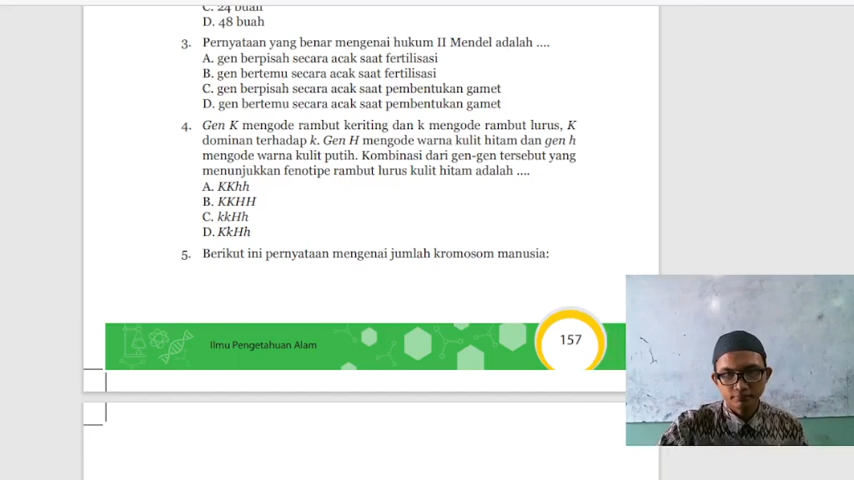 C. 24 buah
D. 48 buah
3. Pernyataan yang benar mengenai hukum II Mendel adalah ....
A. gen berpisah secara acak saat fertilisasi
B. gen bertemu secara acak saat fertilisasi
C. gen berpisah secara acak saat pembentukan gamet
D. gen bertemu secara acak saat pembentukan gamet
4. Gen K mengode rambut keriting dan k mengode rambut lurus, K
dominan terhadap k. Gen H mengode warna kulit hitam dan gen h
mengode warna kulit putih. Kombinasi dari gen-gen tersebut yang
menunjukkan fenotipe rambut lurus kulit hitam adalah ....
A. KKhh
B. KKHH
C. kkHh
D. KkHh
5. Berikut ini pernyataan mengenai jumlah kromosom manusia:
Ilmu Pengetahuan Alam
157